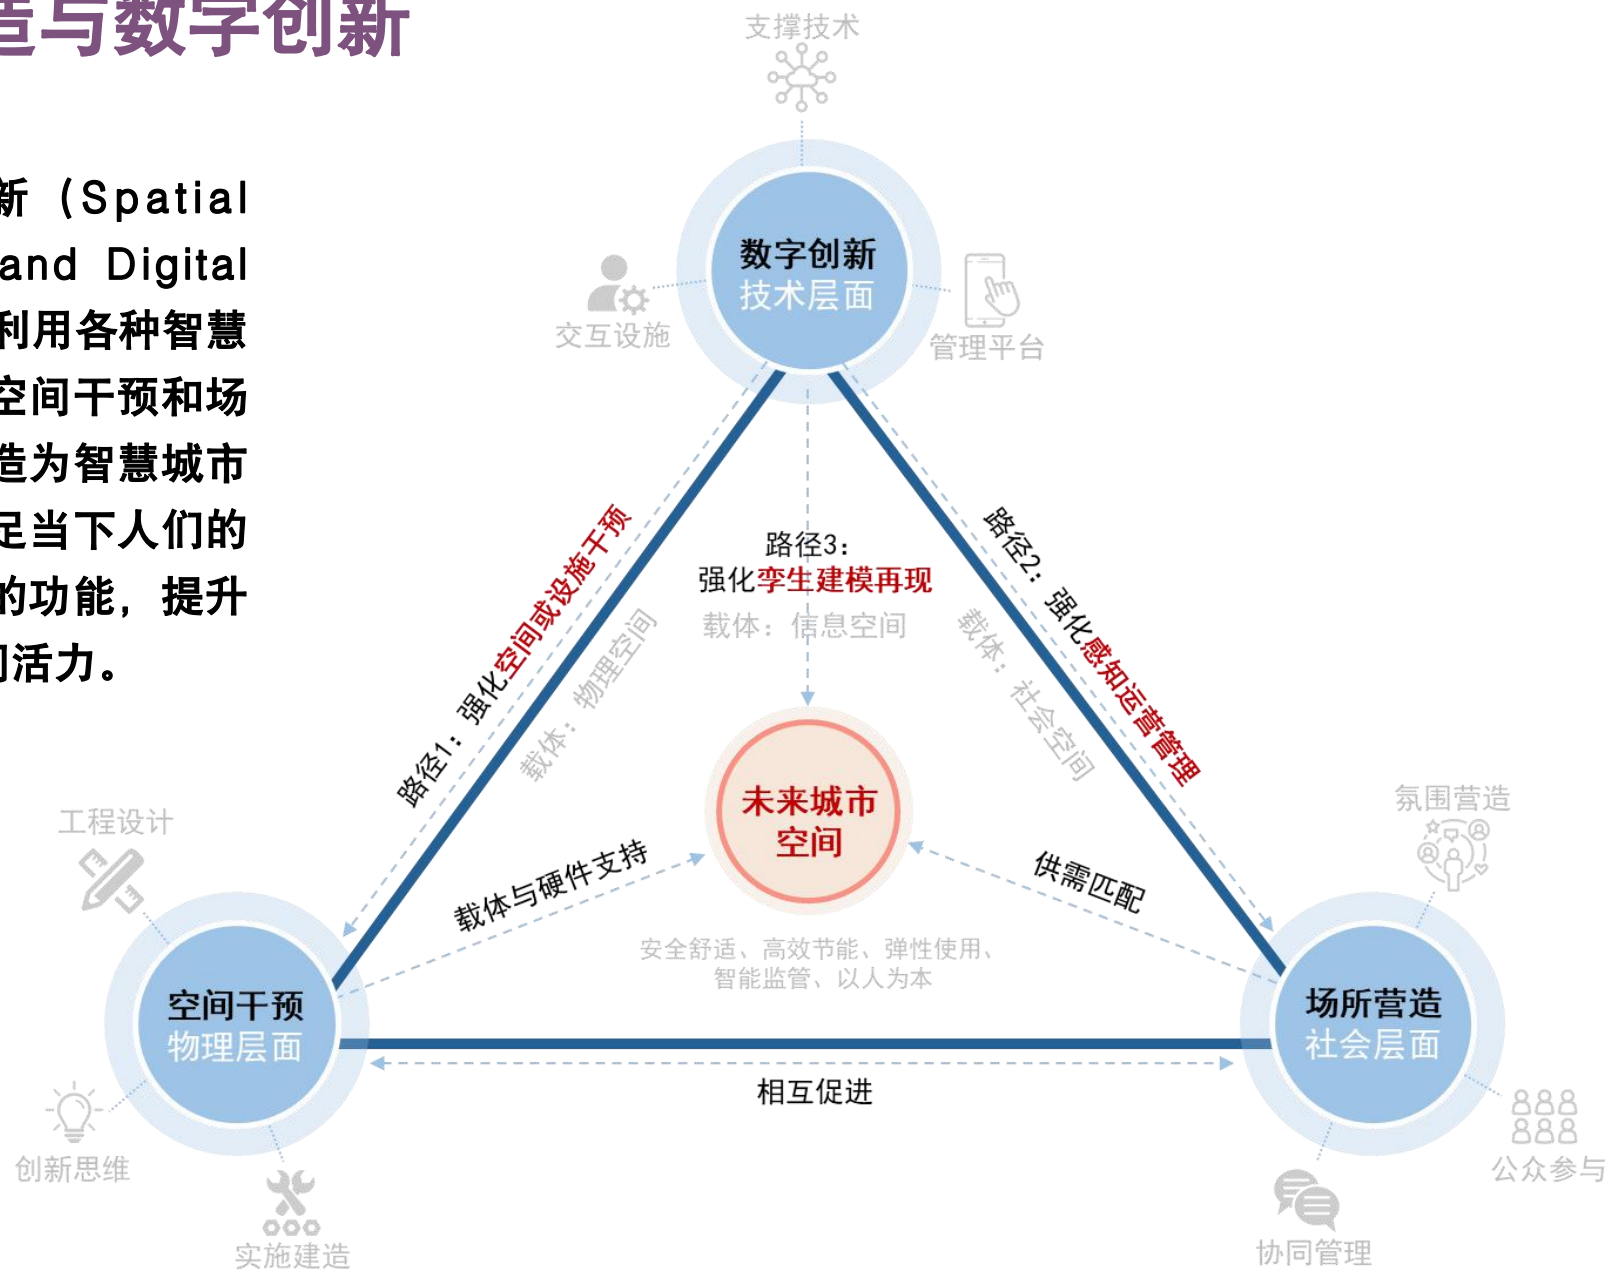 造与数字创新
新（Spatial
and Digital
利用各种智慧
空间干预和场
造为智慧城市
足当下人们的
的功能，提升
间活力。
支撑技术
数字创新
技术层面
交互设施
管理平台
路径1：强化空间或设施干预
载体：物理空间
路径3：
强化孪生建模再现
载体：信息空间
路径2：强化感知运营管理
载体：社会空间
未来城市
空间
载体与硬件支持
供需匹配
安全舒适、高效节能、弹性使用、
智能监管、以人为本
工程设计
空间干预
物理层面
创新思维
实施建造
相互促进
氛围营造
场所营造
社会层面
公众参与
协同管理